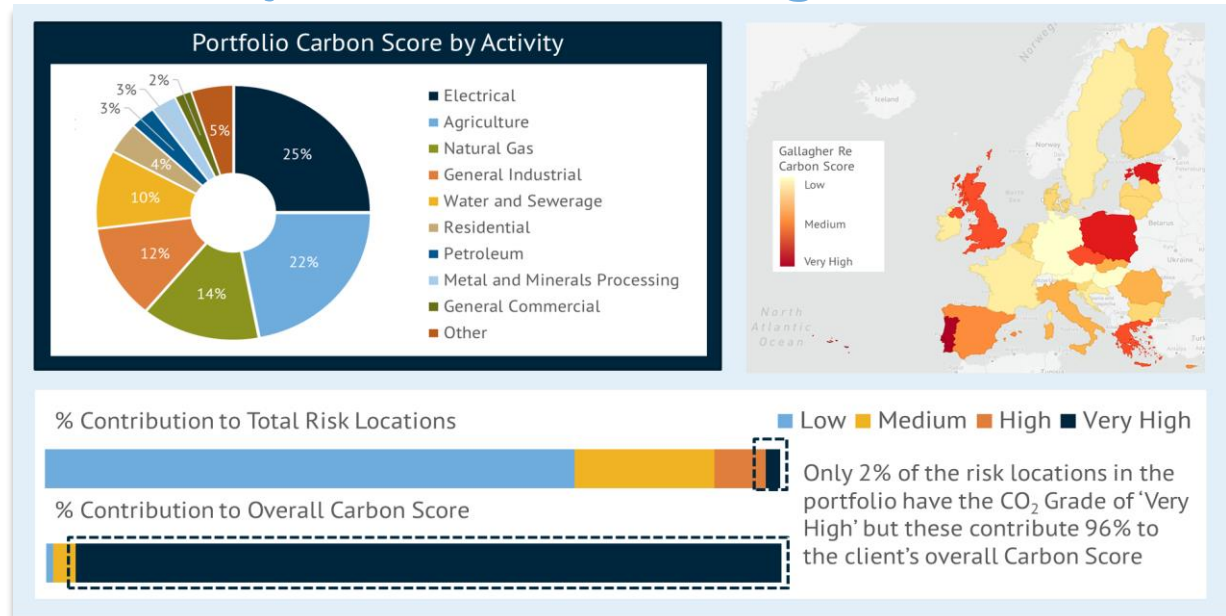 Portfolio Carbon Score by Activity
2%
3%
3%
4%
5%
25%
10%
12%
14%
22%
Electrical
Agriculture
Natural Gas
General Industrial
Water and Sewerage
Residential
Petroleum
Metal and Minerals Processing
General Commercial
Other
Iceland
Norway
Gallagher Re
Carbon Score
Low
Medium
Very High
Belarus
Ukraine
North
Atlantic
Ocean
% Contribution to Total Risk Locations
Low Medium High Very High
Only 2% of the risk locations in the
portfolio have the CO₂ Grade of ‘Very
High’ but these contribute 96% to
the client’s overall Carbon Score
% Contribution to Overall Carbon Score